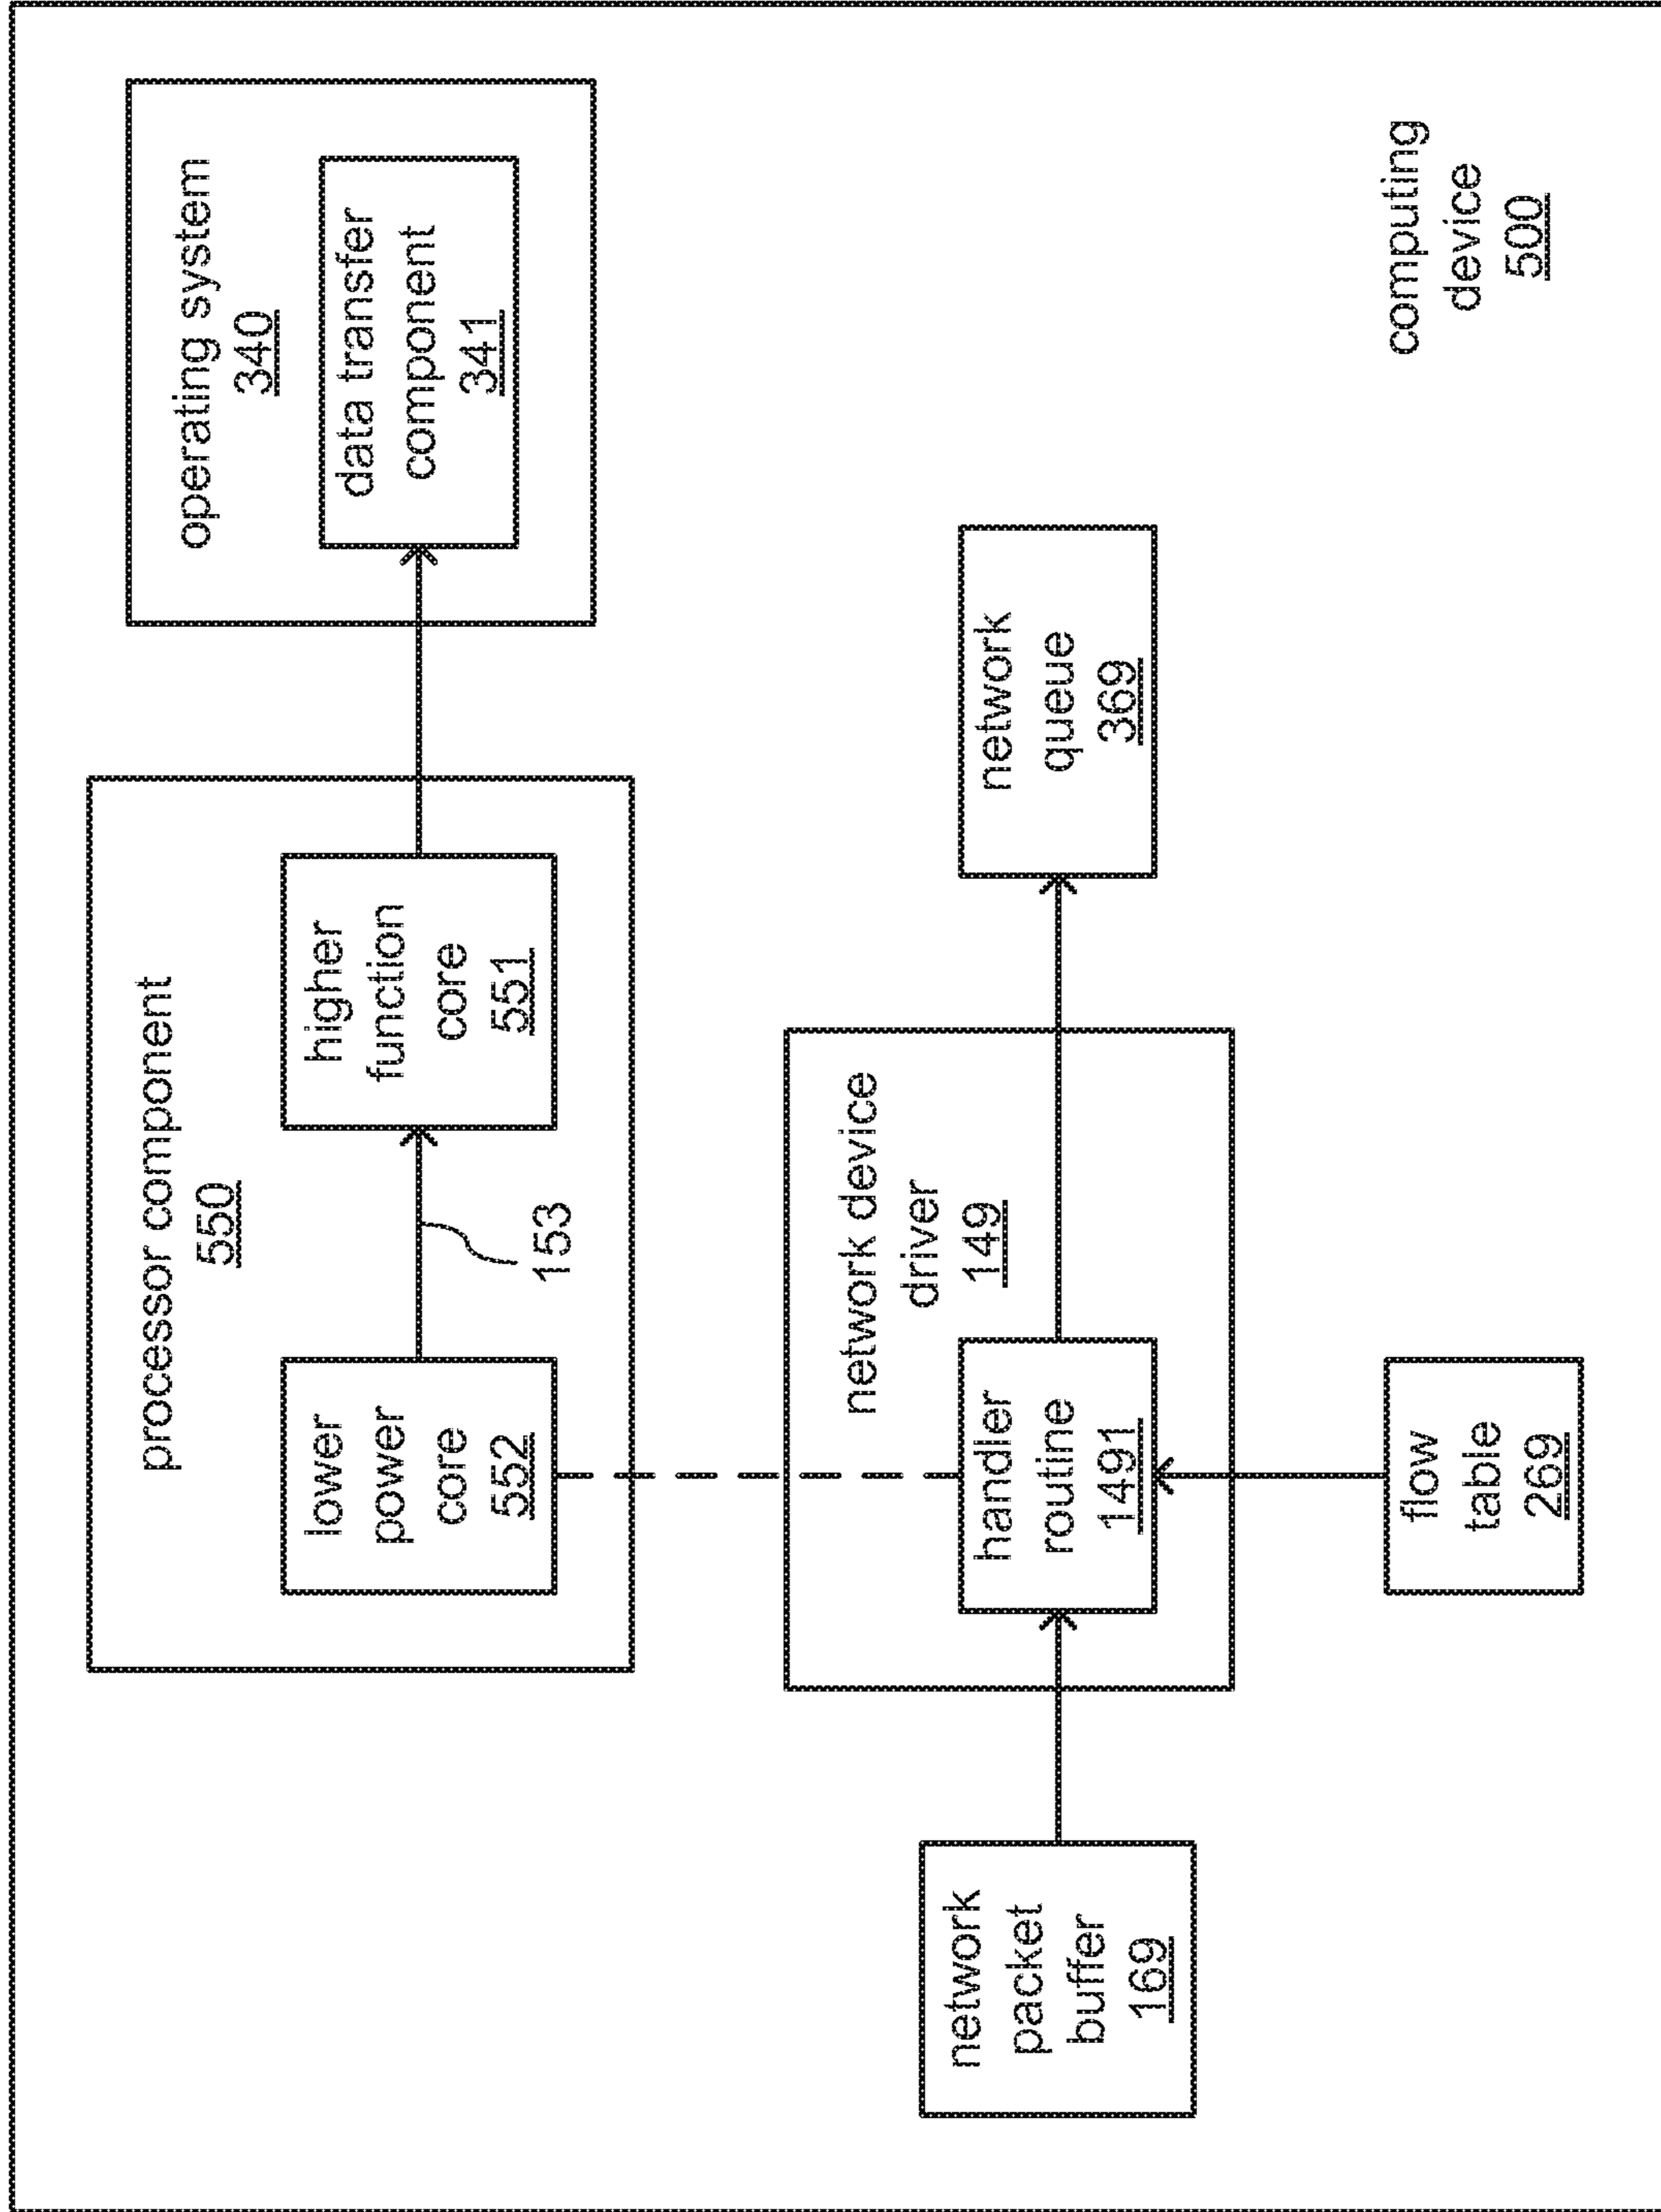 processor component
550
lower
power
core
552
153
higher
function
core
551
operating system
340
data transfer
component
341
network
packet
buffer
169
network device
driver
149
handler
routine
1491
network
queue
369
flow
table
269
computing
device
500